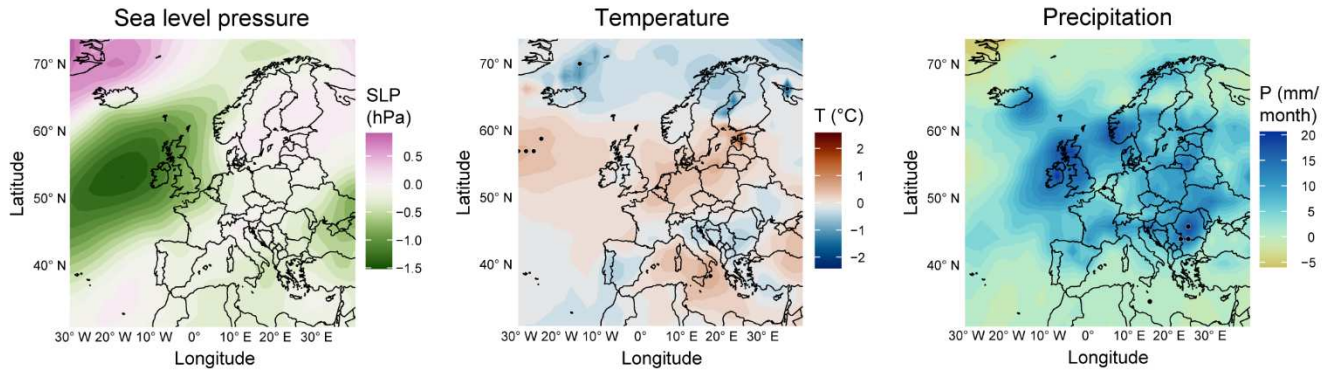 Sea level pressure
70° N
60° N
50° N
40° N
30° W 20° W 10° W 0° 10° E 20° E 30° E
Latitude
Longitude
SLP
(hPa)
0.5
0.0
−0.5
−1.0
−1.5
Temperature
70° N
60° N
50° N
40° N
30° W 20° W 10° W 0° 10° E 20° E 30° E
Latitude
Longitude
T (°C)
2
1
0
−1
−2
Precipitation
70° N
60° N
50° N
40° N
30° W 20° W 10° W 0° 10° E 20° E 30° E
Latitude
Longitude
P (mm/
month)
20
15
10
5
0
−5